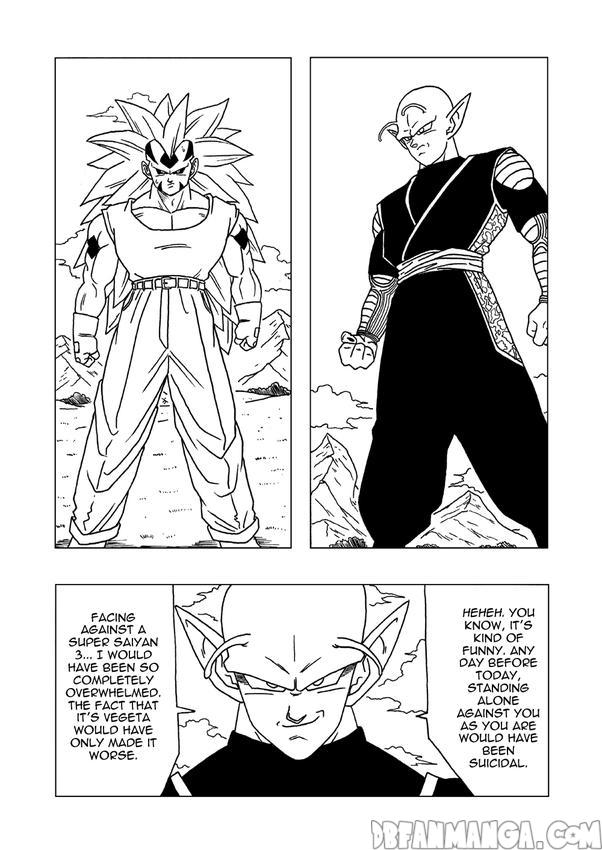 HEHEH. YOU
KNOW, IT'S
KIND OF
FUNNY. ANY
DAY BEFORE
TODAY,
STANDING
ALONE
AGAINST YOU
AS YOU ARE
WOULD HAVE
BEEN
SUICIDAL.
FACING
AGAINST A
SUPER SAIYAN
3... I WOULD
HAVE BEEN SO
COMPLETELY
OVERWHELMED.
THE FACT THAT
IT'S VEGETA
WOULD HAVE
ONLY MADE IT
WORSE.
DBFANMANGA.COM